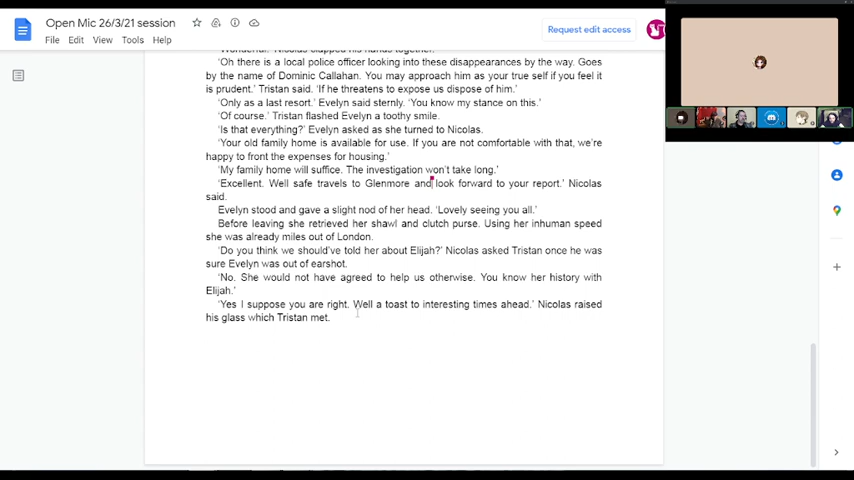 Open Mic 26/3/21 session
File Edit View Tools Help
Request edit access
'Wonderful.' Nicolas clapped his hands together.
'Oh there is a local police officer looking into these disappearances by the way. Goes
by the name of Dominic Callahan. You may approach him as your true self if you feel it
is prudent.' Tristan said. 'If he threatens to expose us dispose of him.'
'Only as a last resort.' Evelyn said sternly. 'You know my stance on this.'
'Of course.' Tristan flashed Evelyn a toothy smile.
'Is that everything?' Evelyn asked as she turned to Nicolas.
'Your old family home is available for use. If you are not comfortable with that, we're
happy to front the expenses for housing.'
'My family home will suffice. The investigation won't take long.'
'Excellent. Well safe travels to Glenmore and look forward to your report.' Nicolas
said.
Evelyn stood and gave a slight nod of her head. 'Lovely seeing you all.'
Before leaving she retrieved her shawl and clutch purse. Using her inhuman speed
she was already miles out of London.
'Do you think we should've told her about Elijah?' Nicolas asked Tristan once he was
sure Evelyn was out of earshot.
'No. She would not have agreed to help us otherwise. You know her history with
Elijah.'
'Yes I suppose you are right. Well a toast to interesting times ahead.' Nicolas raised
his glass which Tristan met.